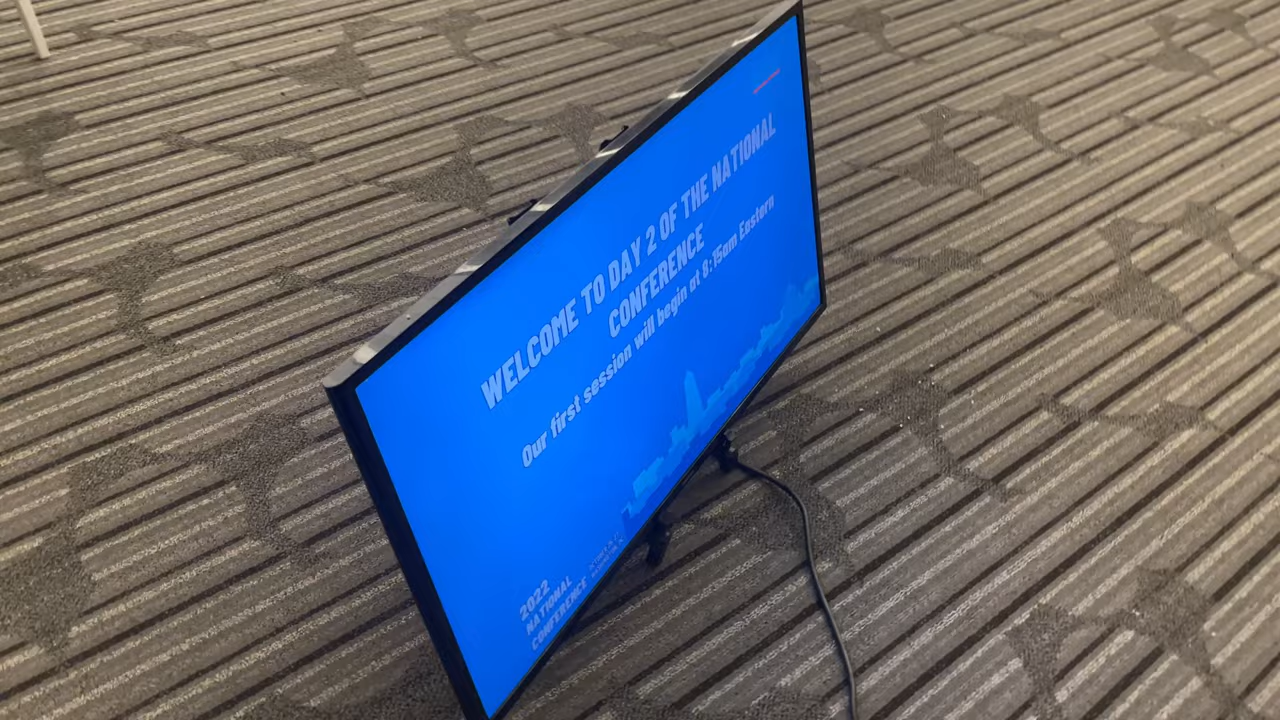 WELCOME TO DAY 2 OF THE NATIONAL
CONFERENCE
Our first session will begin at 8:15am Eastern
2022
NATIONAL
CONFERENCE